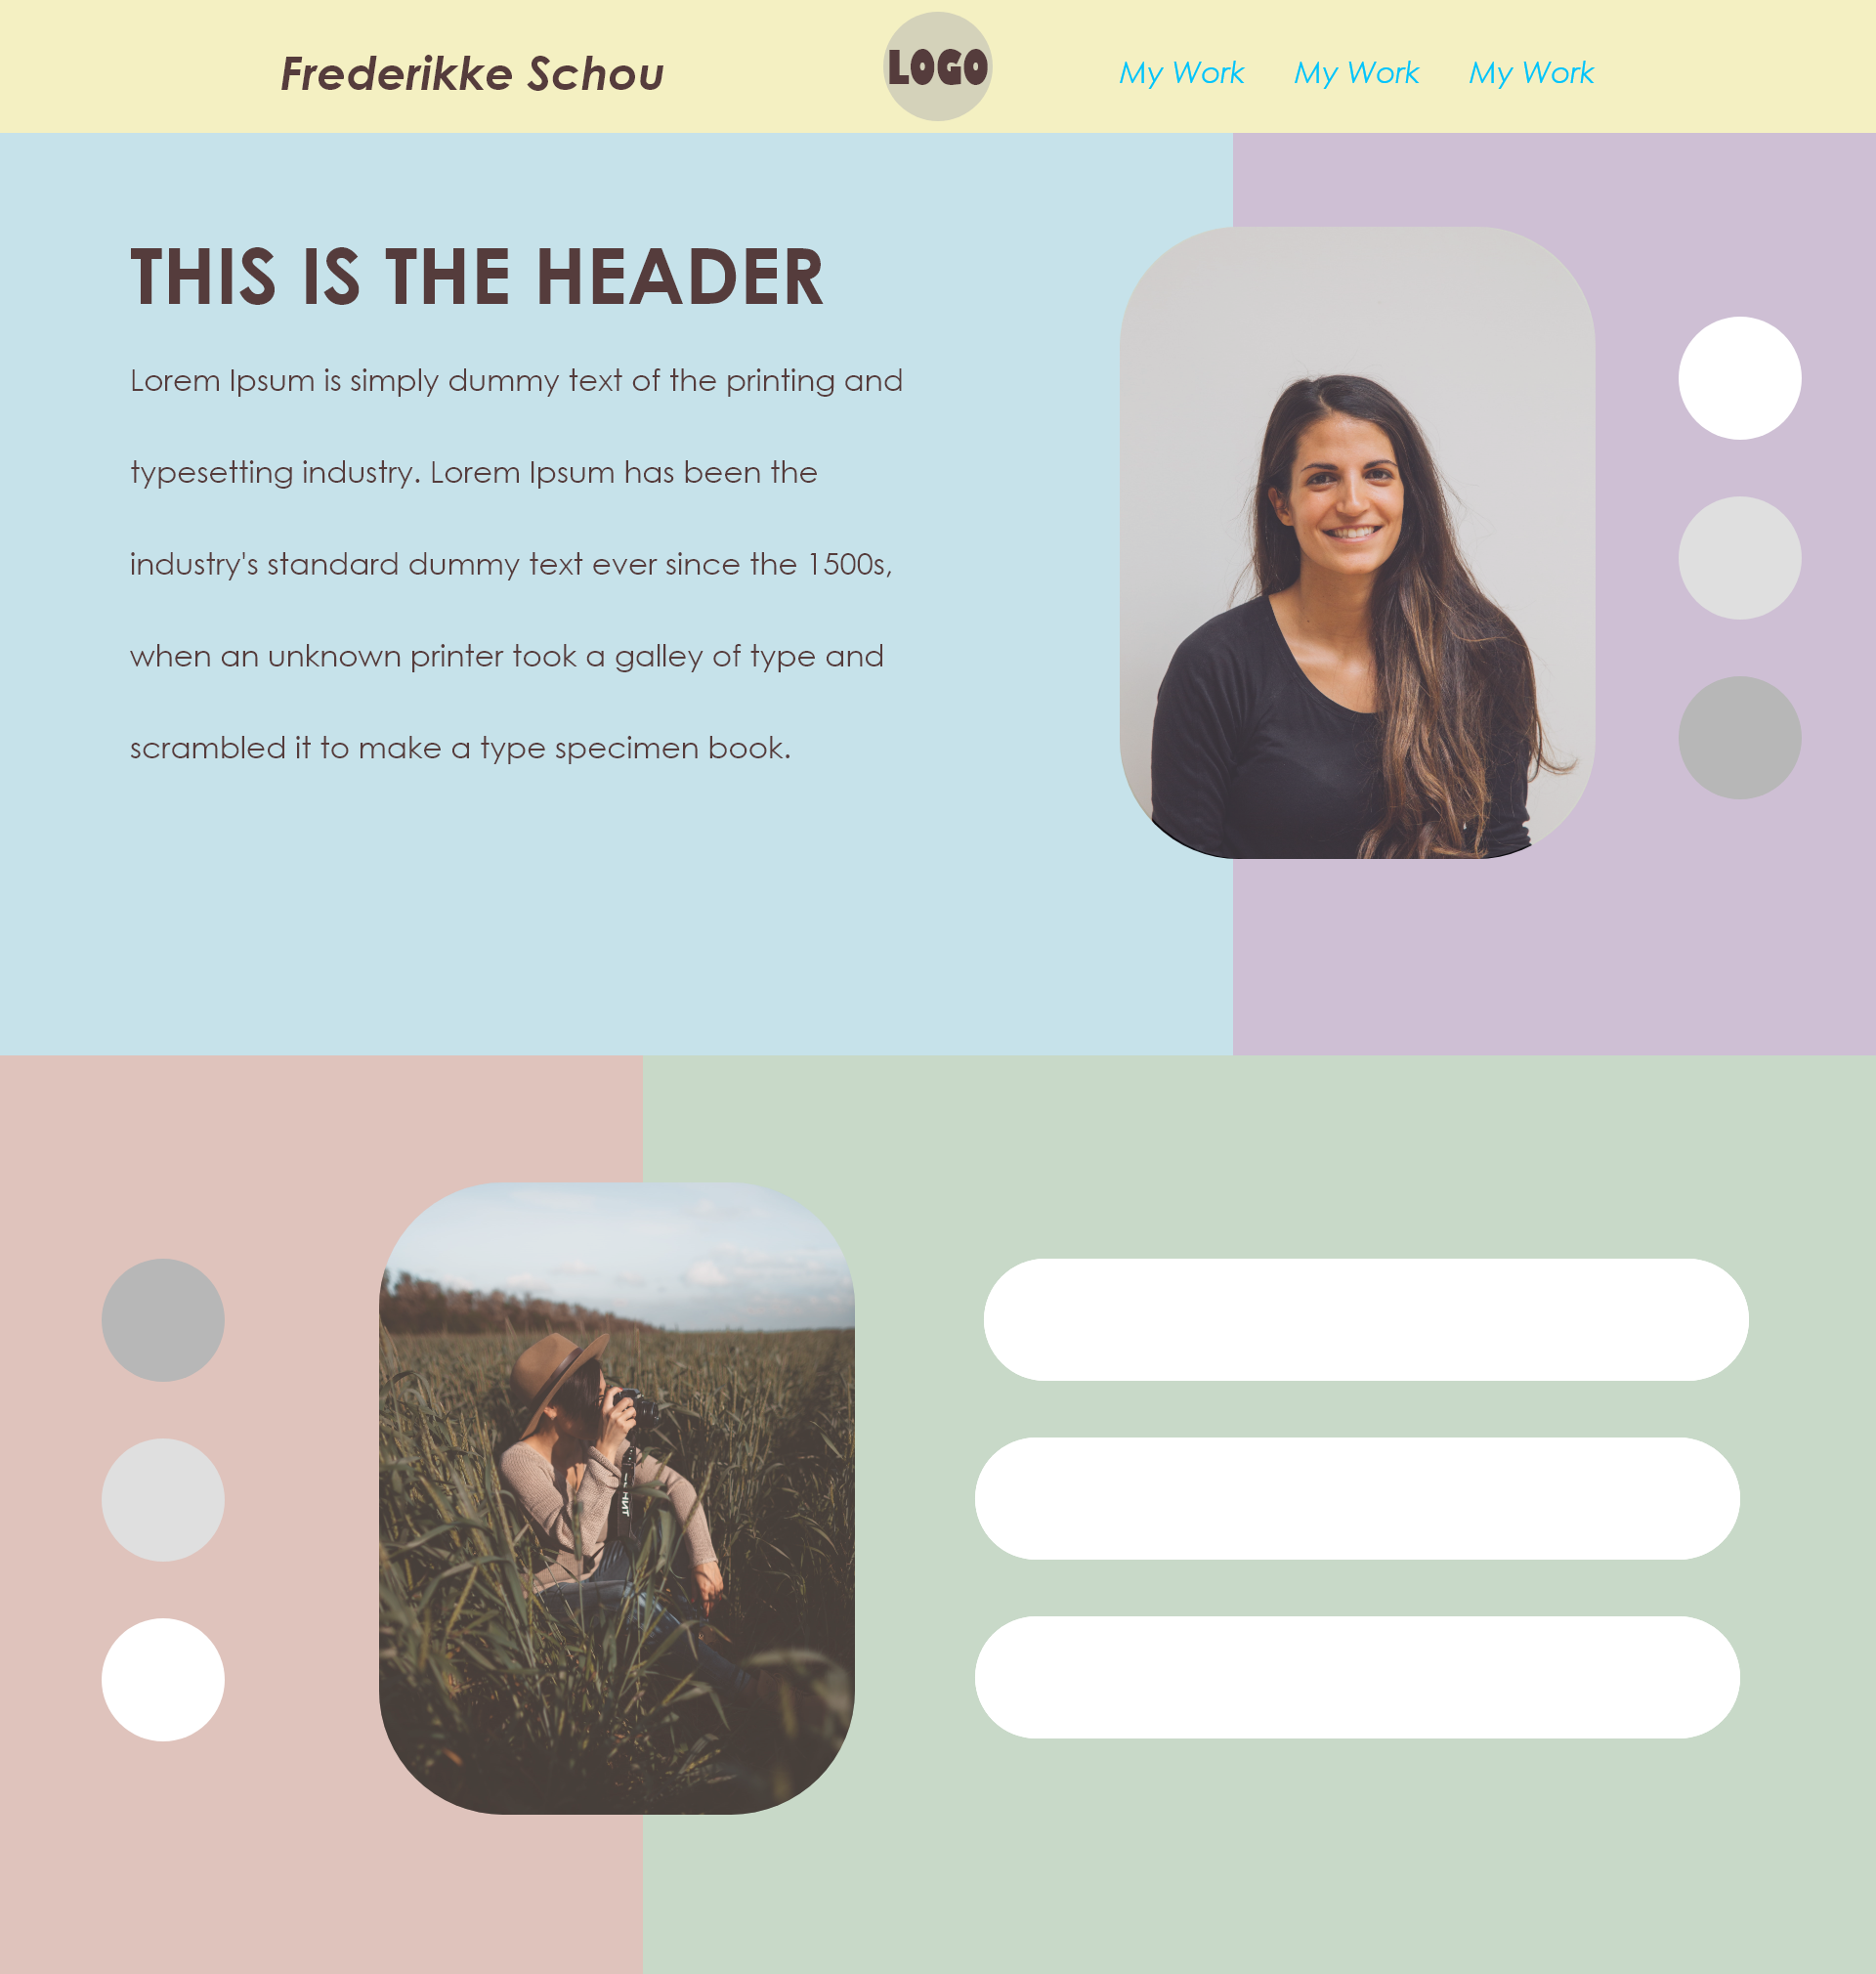 Frederikke Schou
LOGO
My Work My Work My Work
THIS IS THE HEADER
Lorem Ipsum is simply dummy text of the printing and
typesetting industry. Lorem Ipsum has been the
industry's standard dummy text ever since the 1500s,
when an unknown printer took a galley of type and
scrambled it to make a type specimen book.